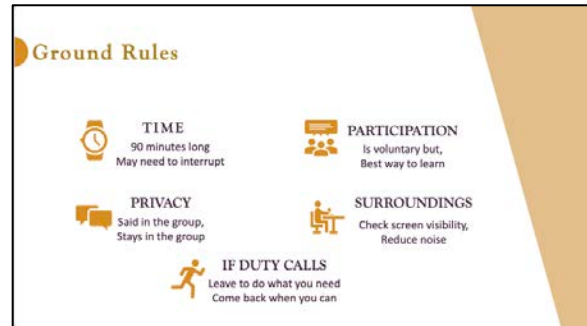 Ground Rules
TIME
90 minutes long
May need to interrupt
PARTICIPATION
Is voluntary but,
Best way to learn
PRIVACY
Said in the group,
Stays in the group
SURROUNDINGS
Check screen visibility,
Reduce noise
IF DUTY CALLS
Leave to do what you need
Come back when you can